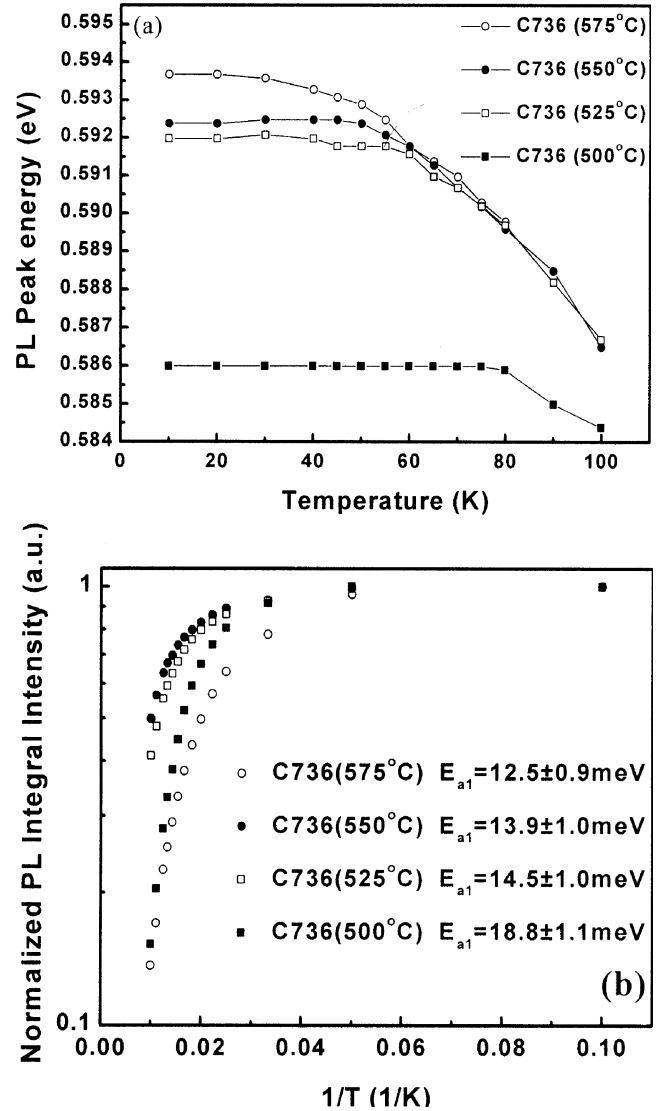 (a)
C736 (575°C)
C736 (550°C)
C736 (525°C)
C736 (500°C)
PL Peak energy (eV)
0.595
0.594
0.593
0.592
0.591
0.590
0.589
0.588
0.587
0.586
0.585
0.584
0 20 40 60 80 100
Temperature (K)
Normalized PL Integral Intensity (a.u.)
1
0.1
C736(575°C) Ea1=12.5±0.9meV
C736(550°C) Ea1=13.9±1.0meV
C736(525°C) Ea1=14.5±1.0meV
C736(500°C) Ea1=18.8±1.1meV
(b)
0.00 0.02 0.04 0.06 0.08 0.10
1/T (1/K)